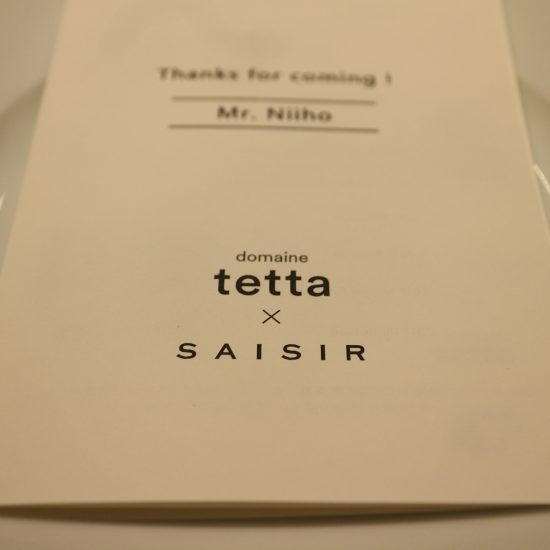 Thanks for coming !
Mr. Niiho
domaine
tetta
×
SAISIR